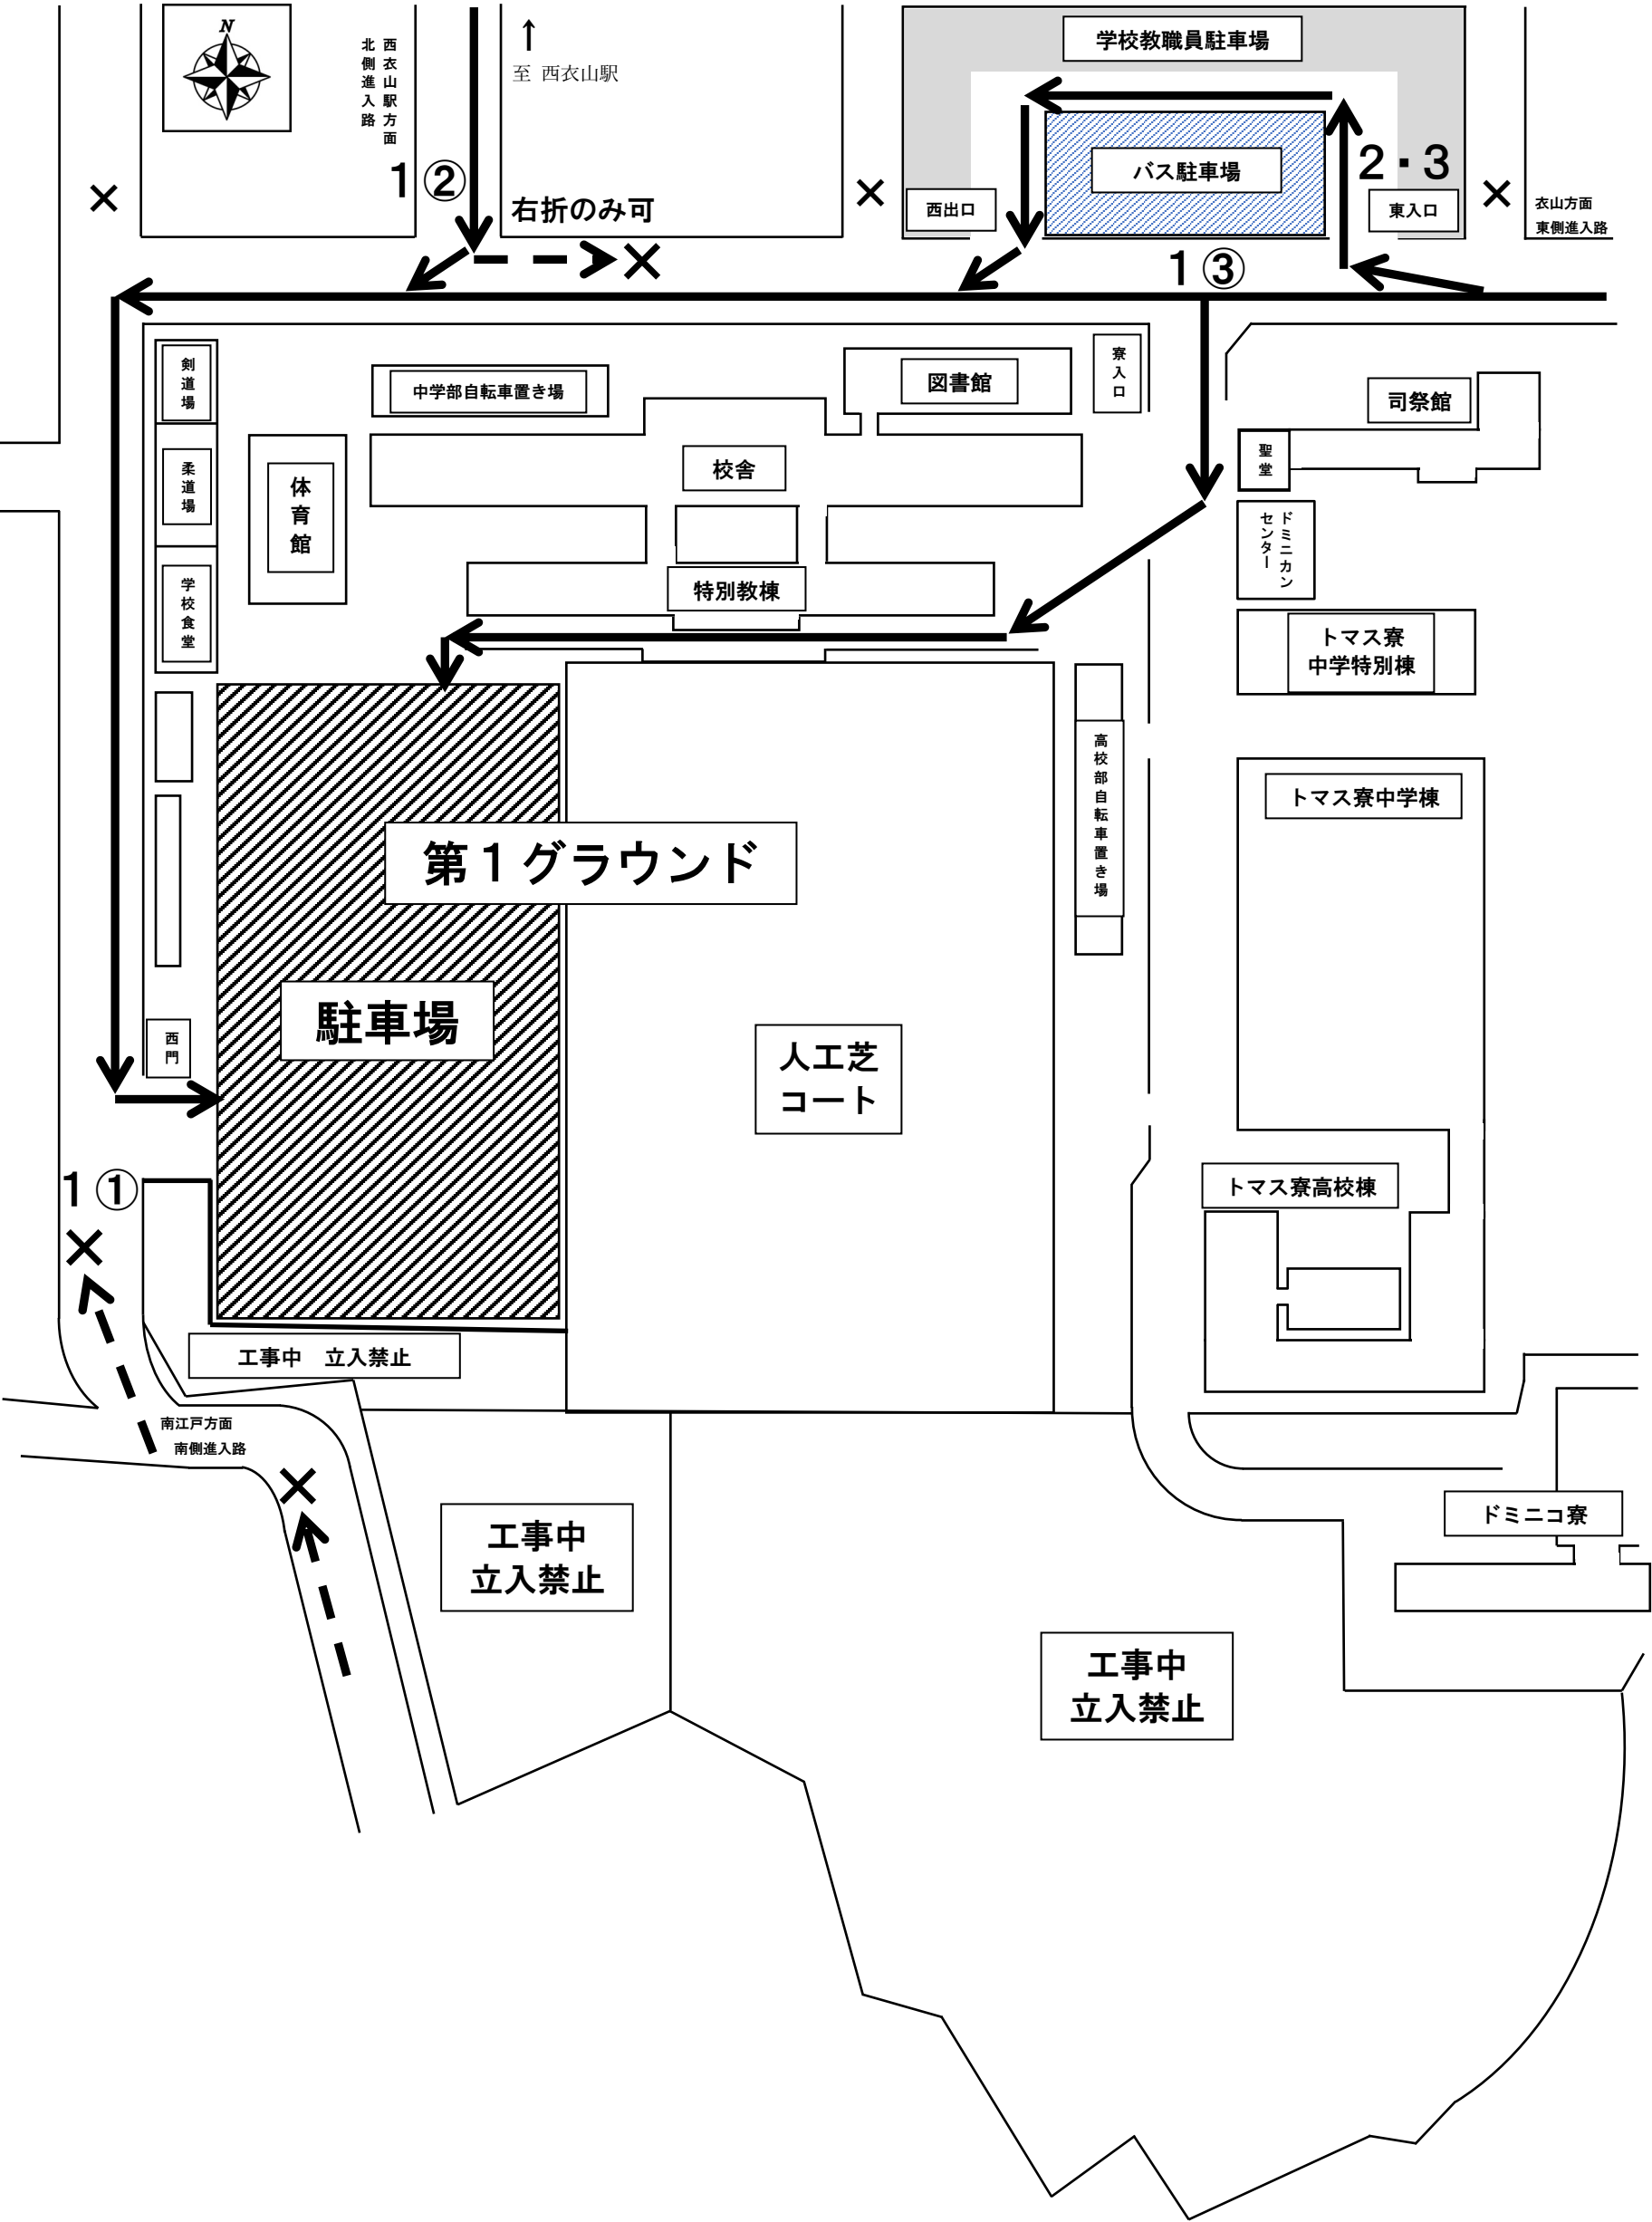 N
西衣山駅方面
北側進入路
↑
至 西衣山駅
学校教職員駐車場
バス駐車場
2・3
西出口
東入口
衣山方面
東側進入路
1②
右折のみ可
×
×
×
×
1③
剣道場
柔道場
学校食堂
体育館
中学部自転車置き場
図書館
寮入口
校舎
特別教棟
司祭館
聖堂
ドミニカン
センター
トマス寮
中学特別棟
高校部自転車置き場
トマス寮中学棟
第1グラウンド
駐車場
西門
人工芝
コート
1①
×
トマス寮高校棟
工事中 立入禁止
南江戸方面
南側進入路
×
工事中
立入禁止
ドミニコ寮
工事中
立入禁止